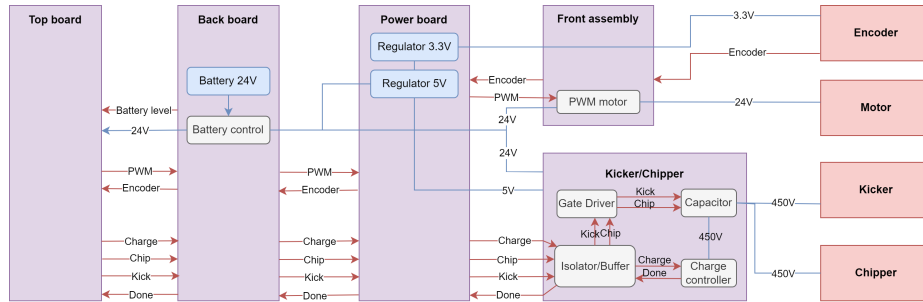 Top board
Back board
Power board
Front assembly
Encoder
Motor
Kicker
Chipper
Regulator 3.3V
Regulator 5V
Battery 24V
Battery control
PWM motor
3.3V
Encoder
Encoder
PWM
24V
24V
24V
24V
Battery level
PWM
Encoder
PWM
Encoder
5V
Kicker/Chipper
Gate Driver
Kick
Chip
Capacitor
450V
450V
450V
Kick
Chip
Isolator/Buffer
Charge
Done
Charge
controller
Charge
Chip
Kick
Done
Charge
Chip
Kick
Done
Charge
Chip
Kick
Done